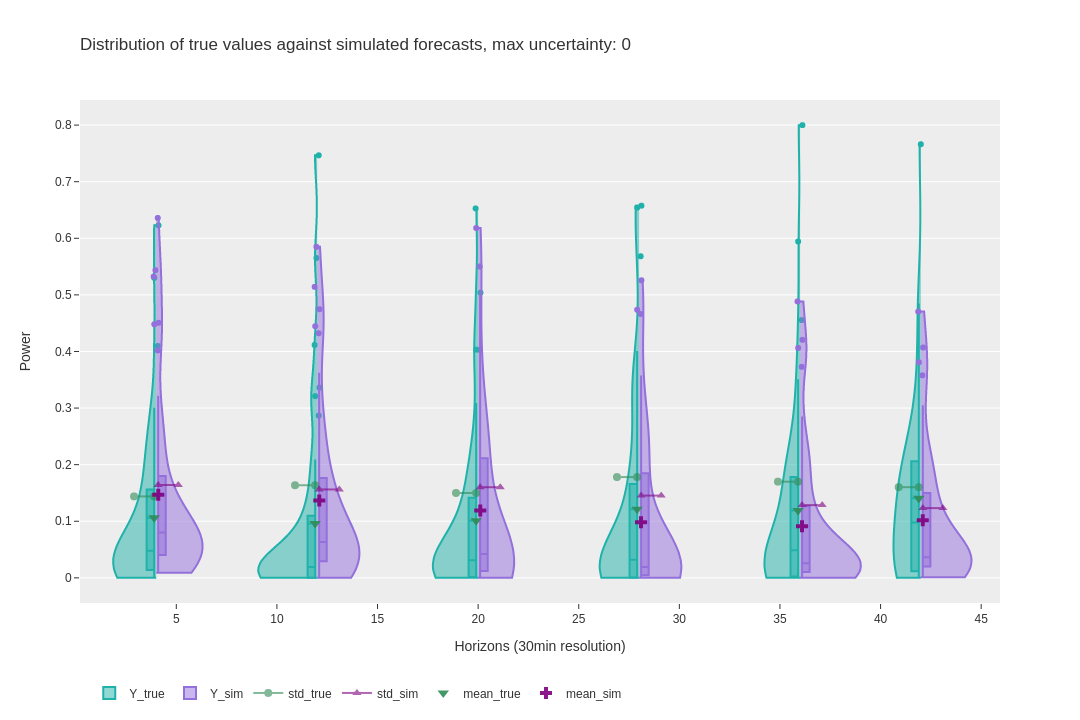 Distribution of true values against simulated forecasts, max uncertainty: 0
0.8
0.7
0.6
0.5
0.4
0.3
0.2
0.1
0
Power
5 10 15 20 25 30 35 40 45
Horizons (30min resolution)
Y_true Y_sim std_true std_sim mean_true mean_sim